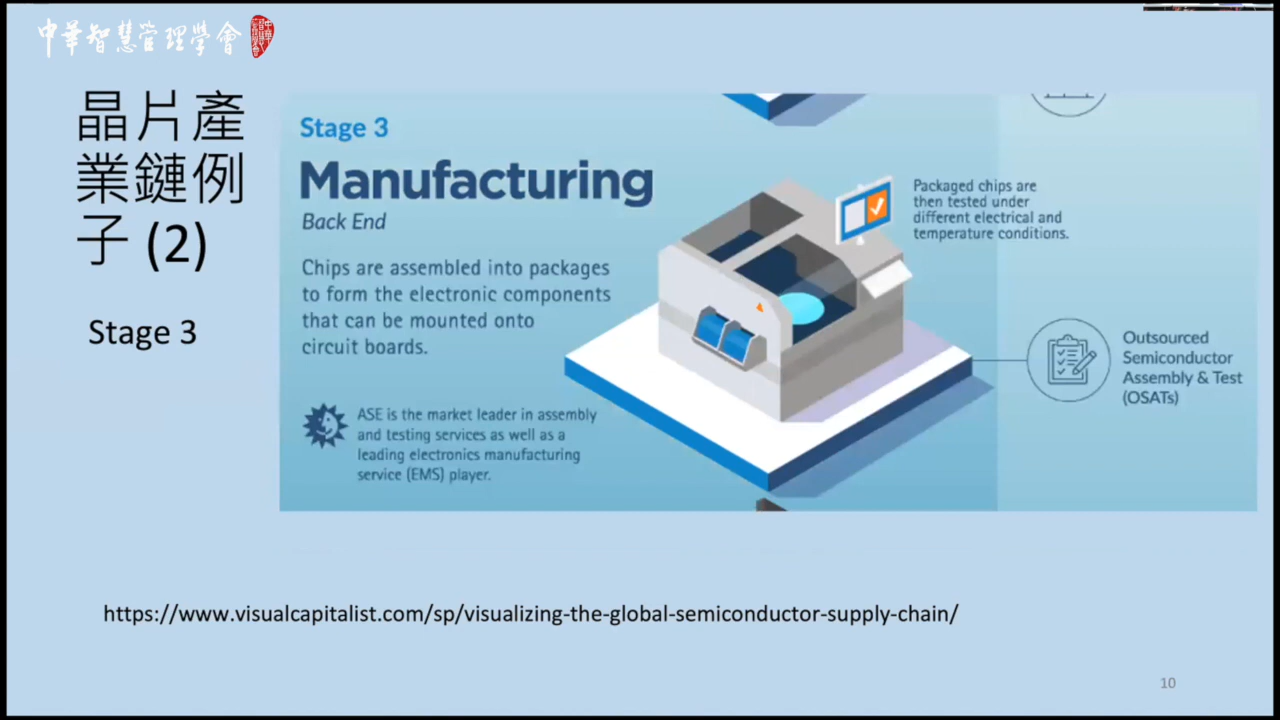 中華智慧管理學會
晶片產
業鏈例
子 (2)
Stage 3
Stage 3
Manufacturing
Back End
Chips are assembled into packages
to form the electronic components
that can be mounted onto
circuit boards.
ASE is the market leader in assembly
and testing services as well as a
leading electronics manufacturing
service (EMS) player.
Packaged chips are
then tested under
different electrical and
temperature conditions.
Outsourced
Semiconductor
Assembly & Test
(OSATs)
https://www.visualcapitalist.com/sp/visualizing-the-global-semiconductor-supply-chain/
10